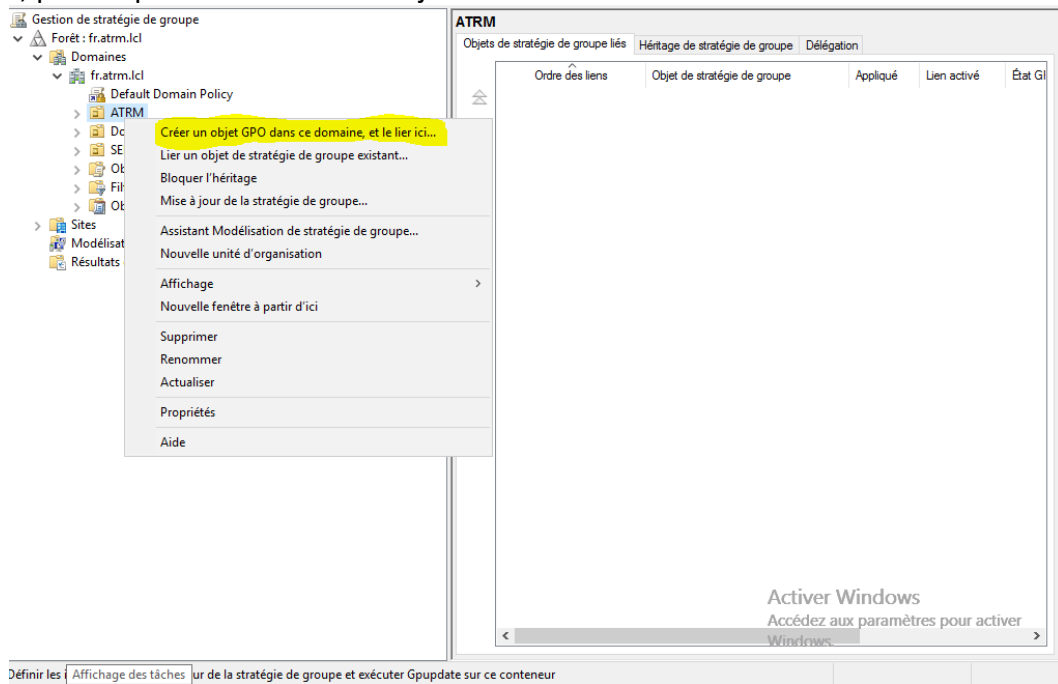 Gestion de stratégie de groupe
Forêt : fr.atrm.lcl
Domaines
fr.atrm.lcl
Default Domain Policy
ATRM
Do
SE
Ob
Filt
Ob
Sites
Modélisat
Résultats
Créer un objet GPO dans ce domaine, et le lier ici...
Lier un objet de stratégie de groupe existant...
Bloquer l'héritage
Mise à jour de la stratégie de groupe...
Assistant Modélisation de stratégie de groupe...
Nouvelle unité d'organisation
Affichage
Nouvelle fenêtre à partir d'ici
Supprimer
Renommer
Actualiser
Propriétés
Aide
ATRM
Objets de stratégie de groupe liés Héritage de stratégie de groupe Délégation
Ordre des liens Objet de stratégie de groupe Appliqué Lien activé État
Activer Windows
Accédez aux paramètres pour activer
Windows.
Définir les Affichage des tâches ur de la stratégie de groupe et exécuter Gpupdate sur ce conteneur